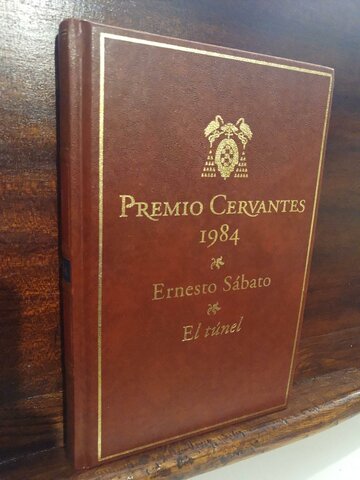 PREMIO CERVANTES
1984
Ernesto Sábato
El túnel